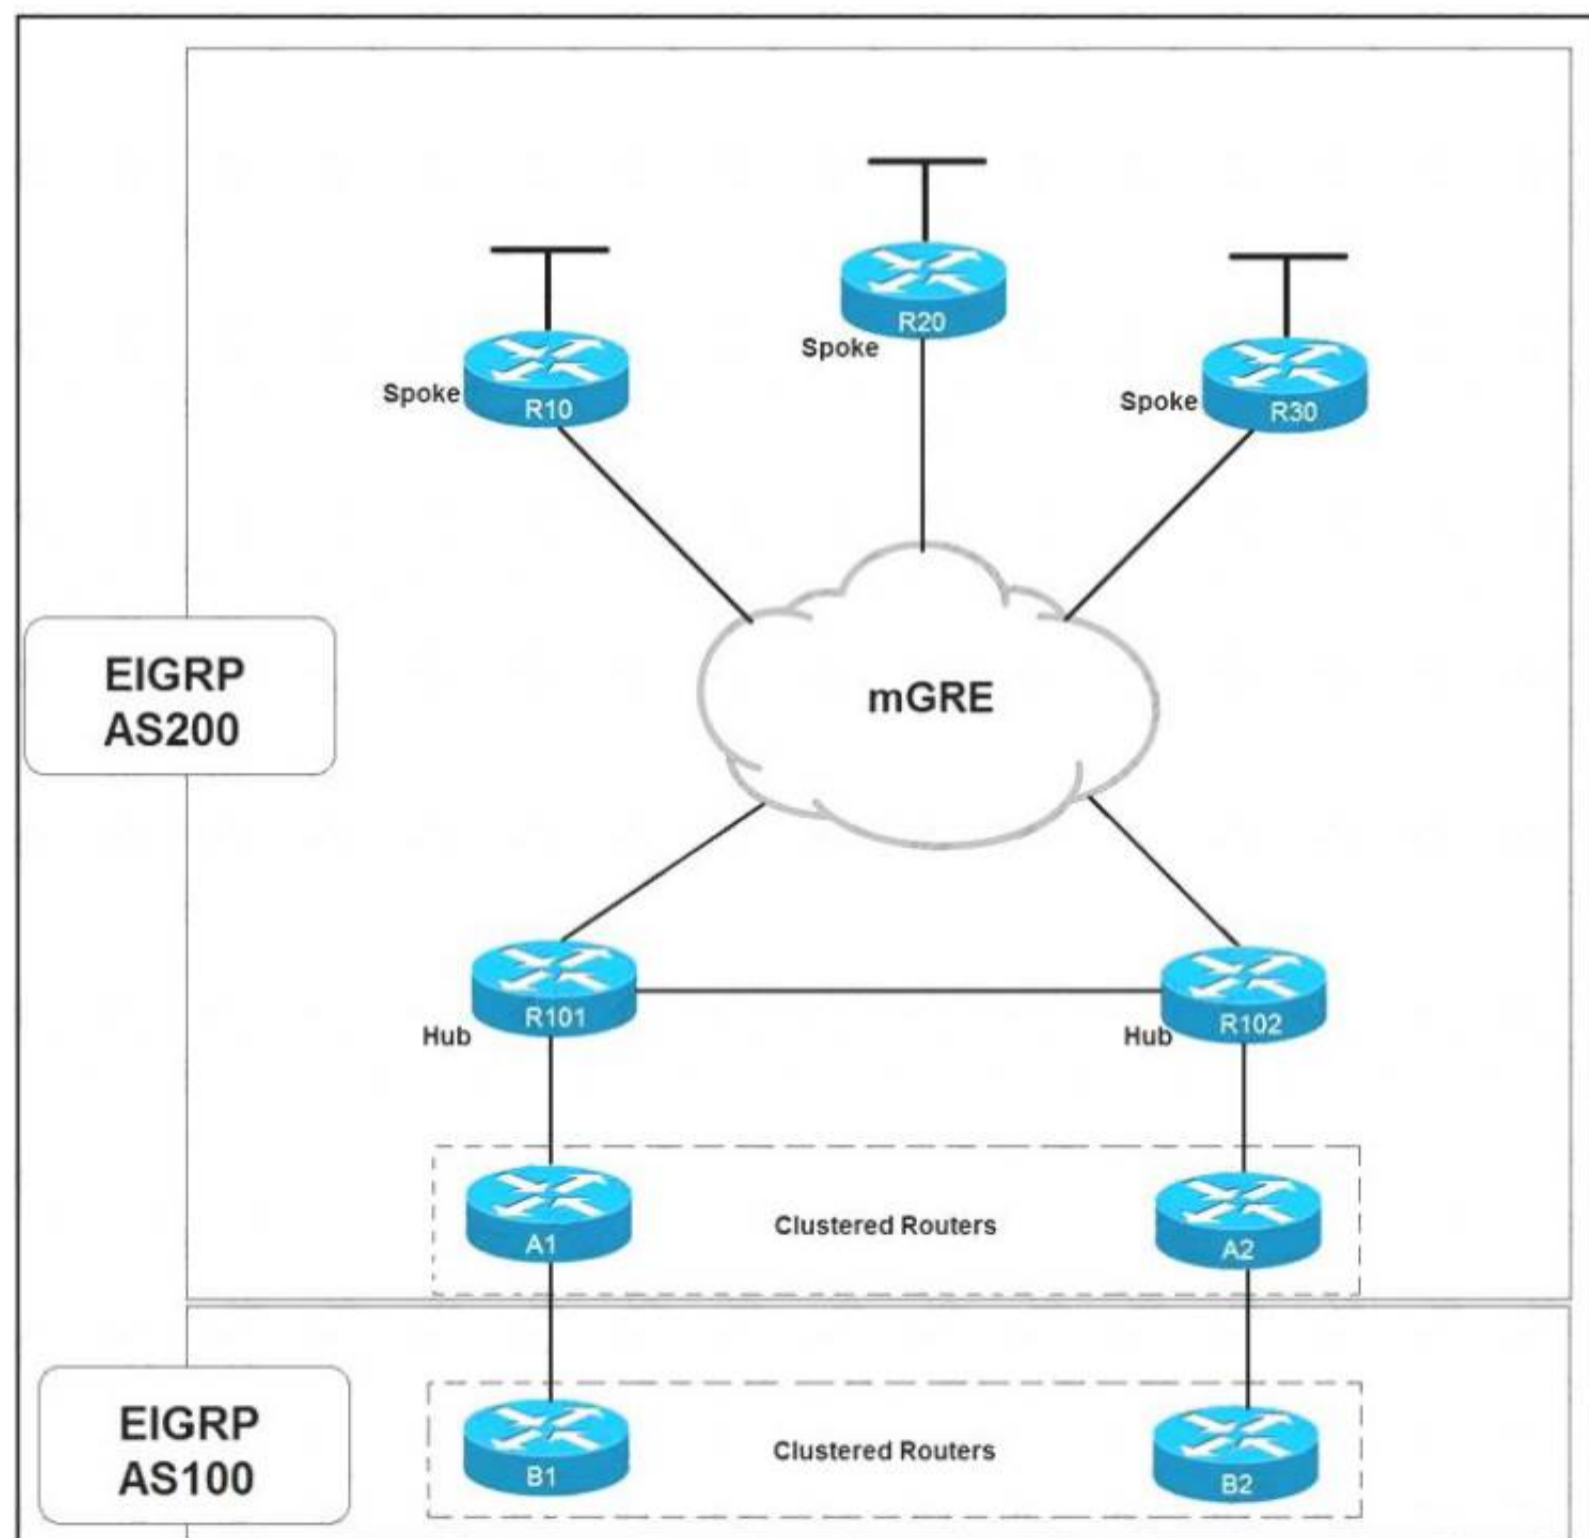 R20
Spoke
R10
Spoke
R30
Spoke
mGRE
EIGRP
AS200
R101
Hub
R102
Hub
A1
Clustered Routers
A2
EIGRP
AS100
B1
Clustered Routers
B2